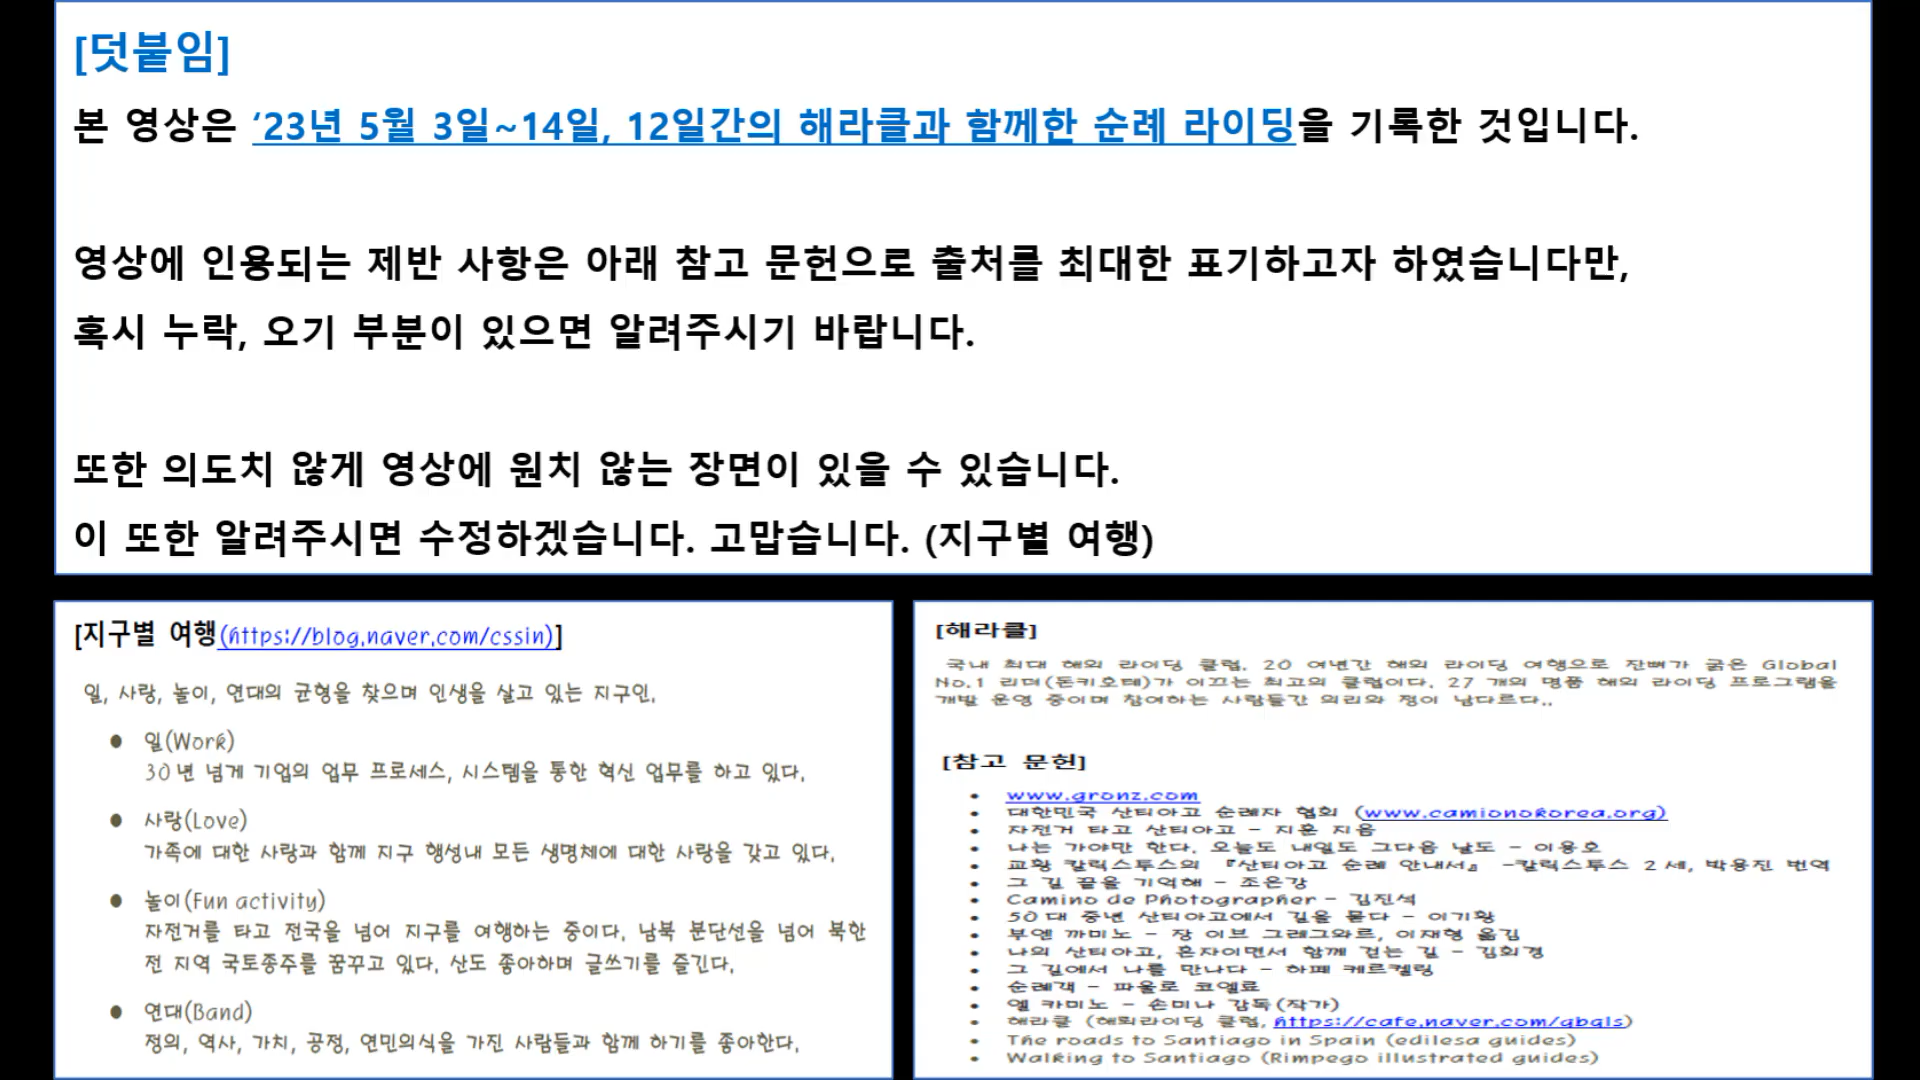 [덧붙임]
본 영상은 ‘23년 5월 3일~14일, 12일간의 해라클과 함께한 순례 라이딩을 기록한 것입니다.
영상에 인용되는 제반 사항은 아래 참고 문헌으로 출처를 최대한 표기하고자 하였습니다만,
혹시 누락, 오기 부분이 있으면 알려주시기 바랍니다.
또한 의도치 않게 영상에 원치 않는 장면이 있을 수 있습니다.
이 또한 알려주시면 수정하겠습니다. 고맙습니다. (지구별 여행)
[지구별 여행(https://blog.naver.com/cssin)]
일, 사랑, 놀이, 연대의 균형을 찾으며 인생을 살고 있는 지구인.
● 일(Work)
30년 넘게 기업의 업무 프로세스, 시스템을 통한 혁신 업무를 하고 있다.
● 사랑(Love)
가족에 대한 사랑과 함께 지구 행성내 모든 생명체에 대한 사랑을 갖고 있다.
● 놀이(Fun activity)
자전거를 타고 전국을 넘어 지구를 여행하는 중이다. 남북 분단선을 넘어 북한
전 지역 국토종주를 꿈꾸고 있다. 산도 좋아하며 글쓰기를 즐긴다.
● 연대(Band)
정의, 역사, 가치, 공정, 연민의식을 가진 사람들과 함께 하기를 좋아한다.
[해라클]
국내 최대 해외 라이딩 클럽. 20 여년간 해외 라이딩 여행으로 잔뼈가 굵은 Global
No.1 리더(돈키호테)가 이끄는 최고의 클럽이다. 27 개의 명품 해외 라이딩 프로그램을
개발 운영 중이며 참여하는 사람들간 의리와 정이 남다르다..
[참고 문헌]
• www.gronz.com
• 대한민국 산티아고 순례자 협회 (www.camionokorea.org)
• 자전거 타고 산티아고 – 지훈 지음
• 나는 가야만 한다. 오늘도 내일도 그다음 날도 – 이용호
• 교황 칼릭스투스의 『산티아고 순례 안내서』 –칼릭스투스 2세, 박용진 번역
• 그 길 끝을 기억해 – 조은강
• Camino de Photographer – 김진석
• 50대 중년 산티아고에서 길을 묻다 – 이기황
• 부엔 까미노 – 장 이브 그레그와르, 이재형 옮김
• 나의 산티아고, 혼자이면서 함께 걷는 길 – 김희경
• 그 길에서 나를 만나다 – 하페 케르켈링
• 순례객 – 파울로 코엘료
• 엘 카미노 – 손미나 감독(작가)
• 해라클 (해외라이딩 클럽, https://cafe.naver.com/gbgls)
• The roads to Santiago in Spain (edilesa guides)
• Walking to Santiago (Rimpego illustrated guides)